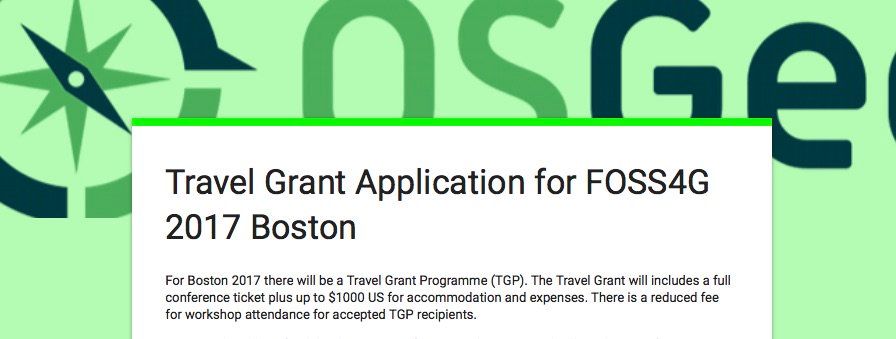 OSGeo
Travel Grant Application for FOSS4G
2017 Boston
For Boston 2017 there will be a Travel Grant Programme (TGP). The Travel Grant will includes a full
conference ticket plus up to $1000 US for accommodation and expenses. There is a reduced fee
for workshop attendance for accepted TGP recipients.